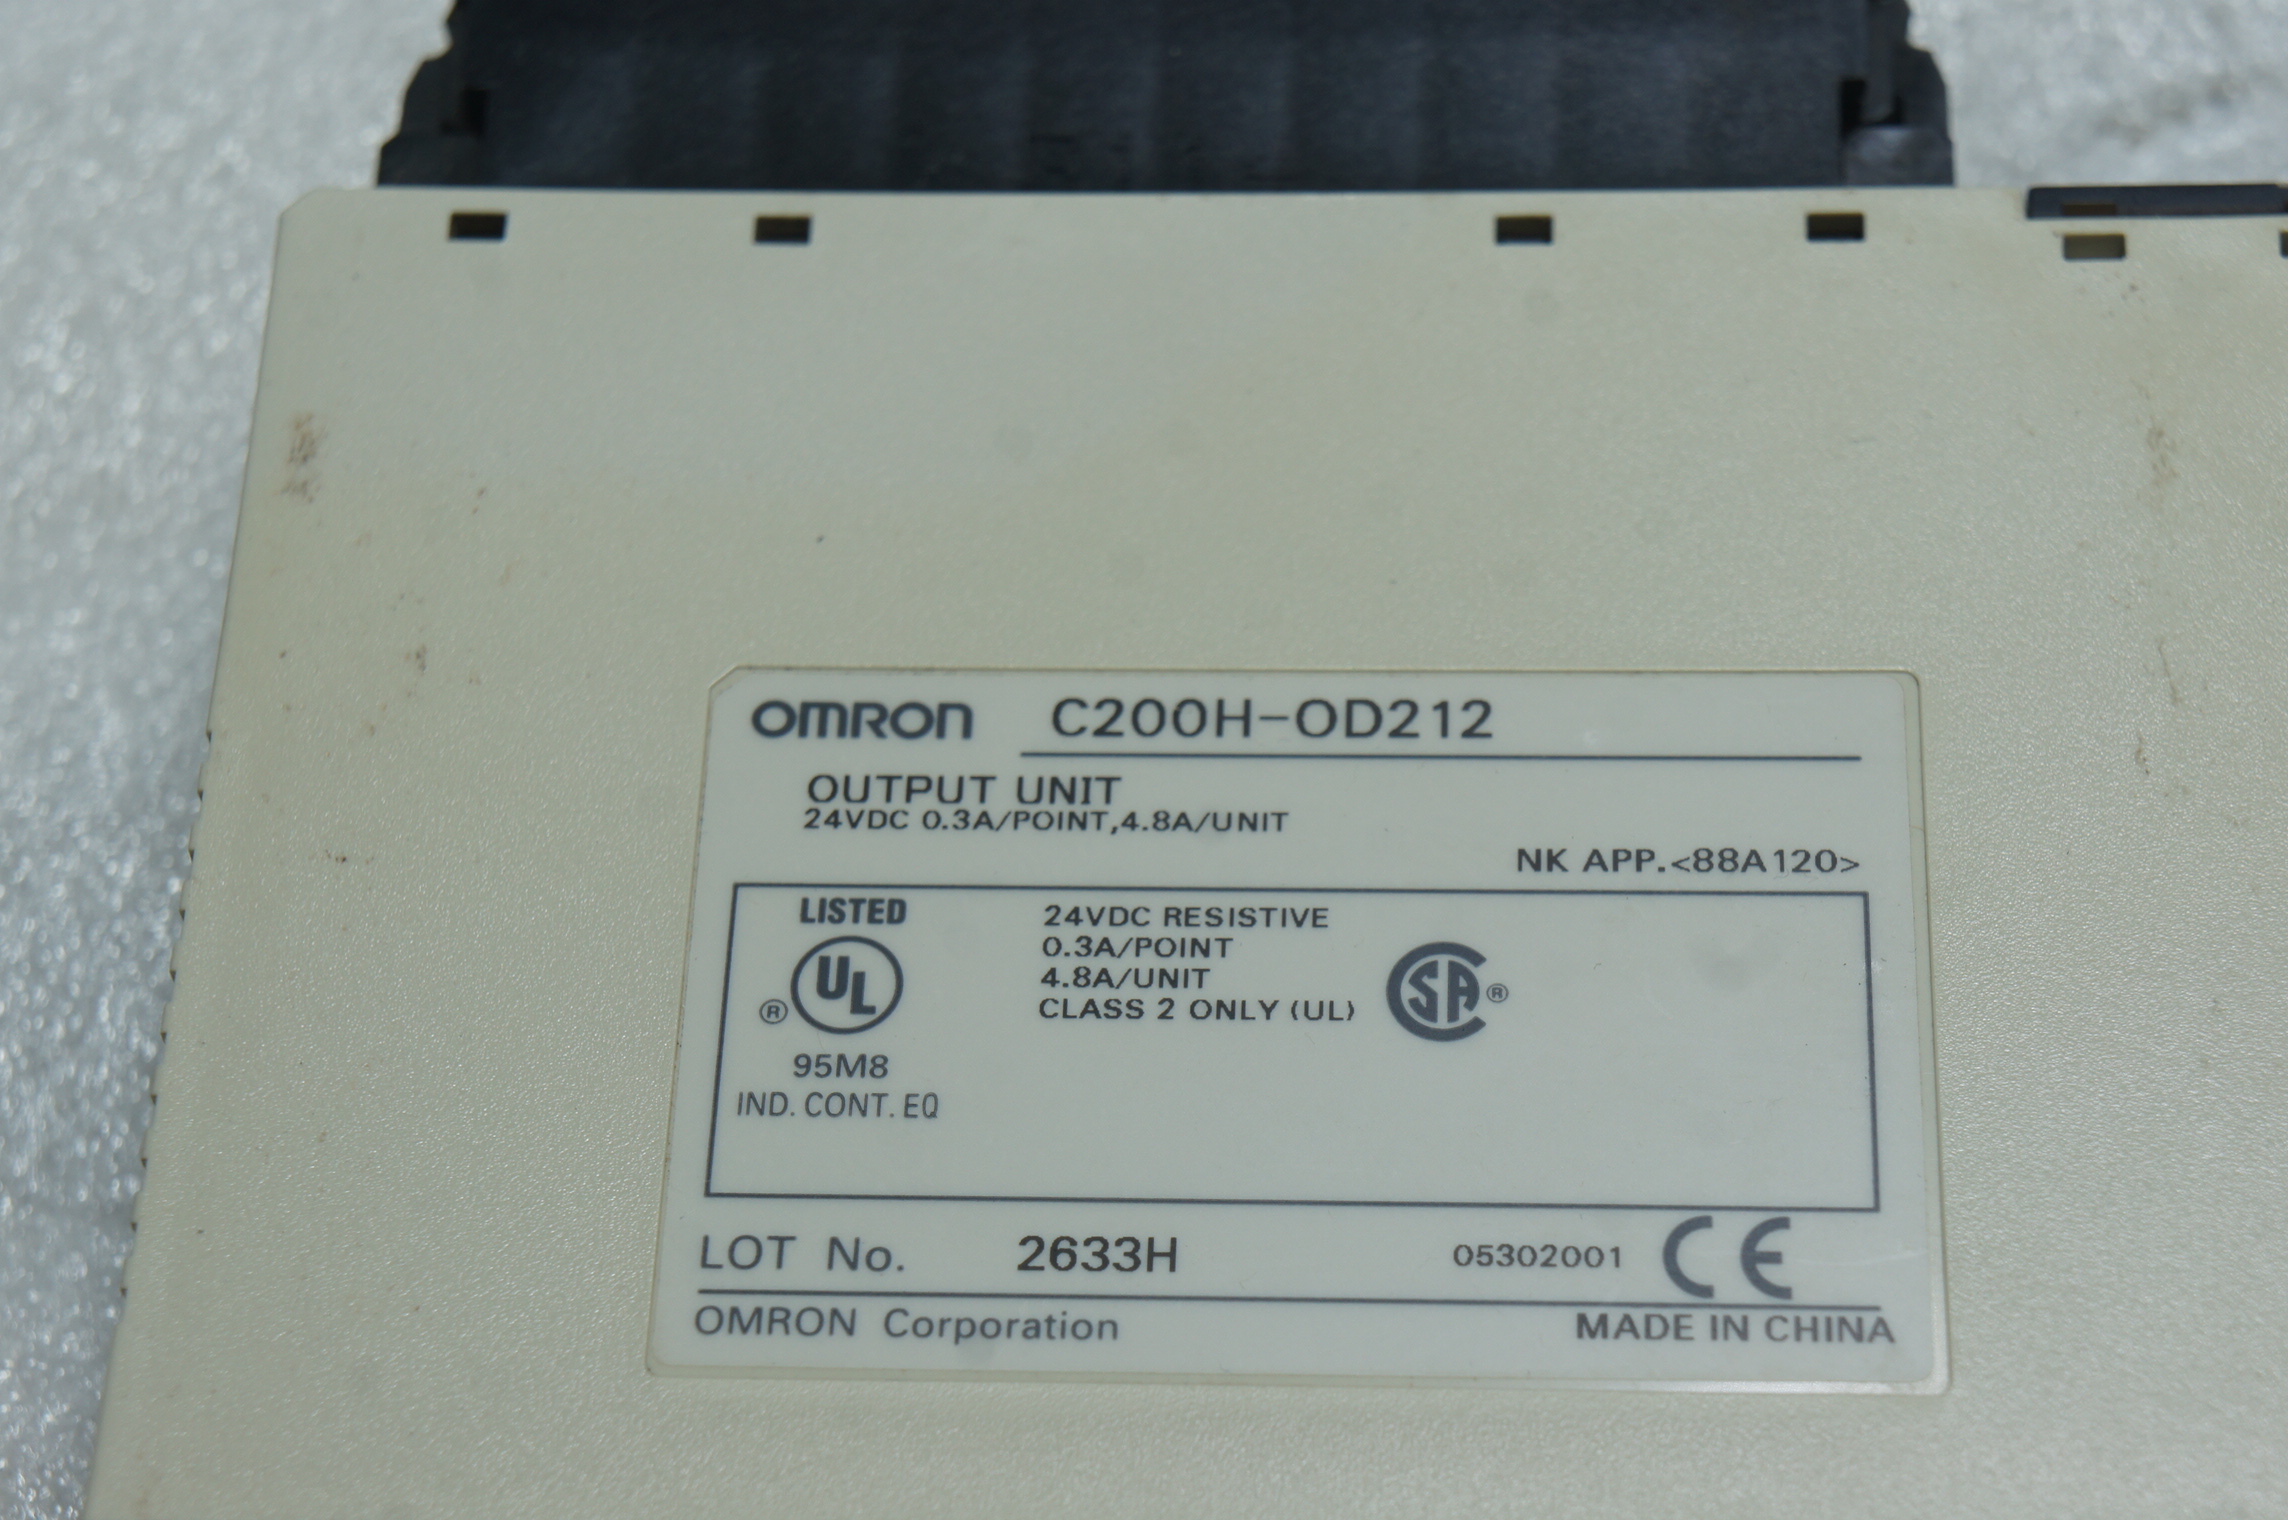 OMRON C200H-OD212
OUTPUT UNIT
24VDC 0.3A/POINT,4.8A/UNIT
NK APP.<88A120>
LISTED
UL ®
95M8
IND. CONT. EQ
24VDC RESISTIVE
0.3A/POINT
4.8A/UNIT
CLASS 2 ONLY (UL)
CSA ®
LOT No. 2633H 05302001 CE
OMRON Corporation MADE IN CHINA